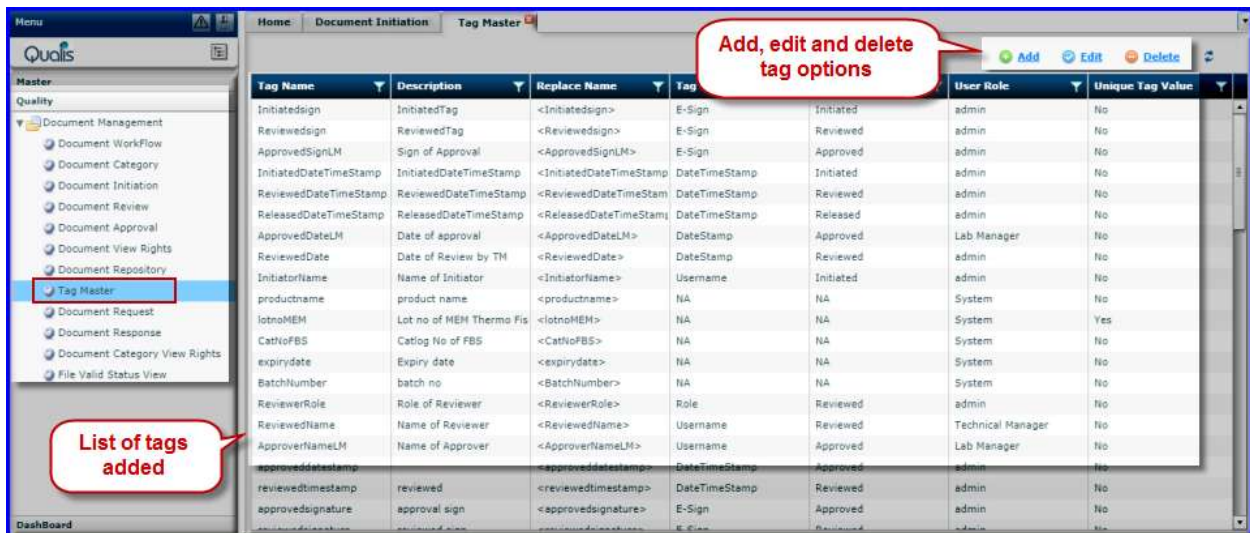 Menu
Home
Document Initiation
Tag Master
Qualis
Add, edit and delete
tag options
Add
Edit
Delete
Master
Quality
Document Management
Document WorkFlow
Document Category
Document Initiation
Document Review
Document Approval
Document View Rights
Document Repository
Tag Master
Document Request
Document Response
Document Category View Rights
File Valid Status View
List of tags
added
DashBoard
Tag Name Description Replace Name Tag User Role Unique Tag Value
Initiatedsign InitiatedTag <Initiatedsign> E-Sign Initiated admin No
Reviewedsign ReviewedTag <Reviewedsign> E-Sign Reviewed admin No
ApprovedSignLM Sign of Approval <ApprovedSignLM> E-Sign Approved admin No
InitiatedDateTimeStamp InitiatedDateTimeStamp <InitiatedDateTimeStamp DateTimeStamp Initiated admin No
ReviewedDateTimeStamp ReviewedDateTimeStamp <ReviewedDateTimeStam DateTimeStamp Reviewed admin No
ReleasedDateTimeStamp ReleasedDateTimeStamp <ReleasedDateTimeStam DateTimeStamp Released admin No
ApprovedDateLM Date of approval <ApprovedDateLM> DateStamp Approved Lab Manager No
ReviewedDate Date of Review by TM <ReviewedDate> DateStamp Reviewed admin No
InitiatorName Name of Initiator <InitiatorName> Username Initiated admin No
productname product name <productname> NA NA System No
lotnoMEM Lot no of MEM Thermo Fis <lotnoMEM> NA NA System Yes
CatNoFBS Catlog No of FBS <CatNoFBS> NA NA System No
expirydate Expiry date <expirydate> NA NA System No
BatchNumber batch no <BatchNumber> NA NA System No
ReviewerRole Role of Reviewer <ReviewerRole> Role Reviewed admin No
ReviewedName Name of Reviewer <ReviewedName> Username Reviewed Technical Manager No
ApproverNameLM Name of Approver <ApproverNameLM> Username Approved Lab Manager No
approveddatestamp <approveddatestamp> DateTimeStamp Approved admin No
reviewedtimestamp reviewed <reviewedtimestamp> DateTimeStamp Reviewed admin No
approvedsignature approval sign <approvedsignature> E-Sign Approved admin No